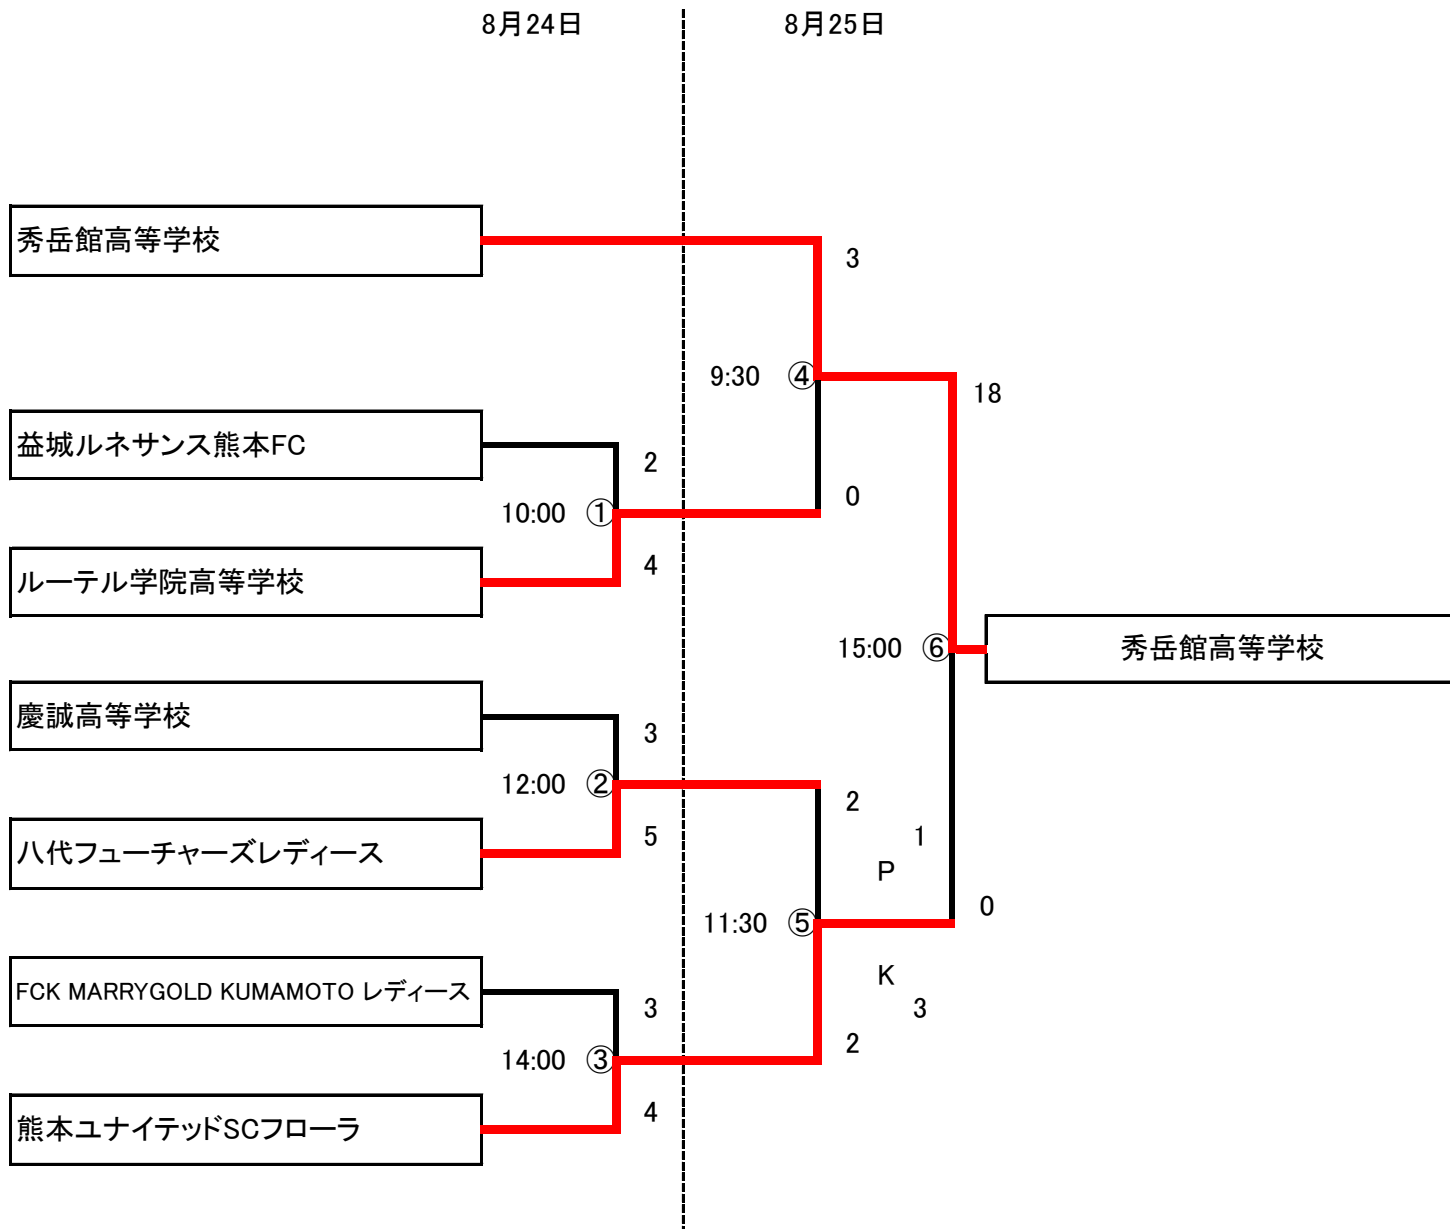 8月24日
8月25日
秀岳館高等学校
3
9:30 ④
18
益城ルネサンス熊本FC
2
0
10:00 ①
ルーテル学院高等学校
4
15:00 ⑥
秀岳館高等学校
慶誠高等学校
3
12:00 ②
2
八代フューチャーズレディース
5
1
P
0
11:30 ⑤
K
FCK MARRYGOLD KUMAMOTO レディース
3
3
2
14:00 ③
熊本ユナイテッドSCフローラ
4